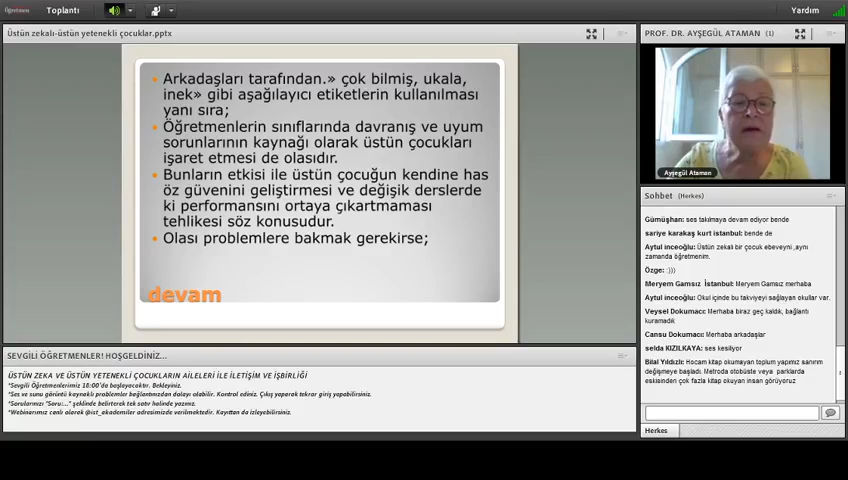 Öğretmen Toplantı Yardım
Üstün zekalı-üstün yetenekli çocuklar.pptx
Arkadaşları tarafından.» çok bilmiş, ukala,
inek» gibi aşağılayıcı etiketlerin kullanılması
yanı sıra;
Öğretmenlerin sınıflarında davranış ve uyum
sorunlarının kaynağı olarak üstün çocukları
işaret etmesi de olasıdır.
Bunların etkisi ile üstün çocuğun kendine has
öz güvenini geliştirmesi ve değişik derslerde
ki performansını ortaya çıkartmaması
tehlikesi söz konusudur.
Olası problemlere bakmak gerekirse;
devam
SEVGİLİ ÖĞRETMENLER! HOŞGELDİNİZ...
ÜSTÜN ZEKA VE ÜSTÜN YETENEKLİ ÇOCUKLARIN AİLELERİ İLE İLETİŞİM VE İŞBİRLİĞİ
*Sevgili Öğretmenlerimiz 18:00'da başlayacaktır. Bekleyiniz.
*Ses ve sunu görüntü kaynaklı problemler bağlantınızdan dolayı olabilir. Kontrol ediniz. Çıkış yaparak tekrar giriş yapabilirsiniz.
*Sorularınızı "Soru:..." şeklinde belirterek tek satır halinde yazınız.
*Webinarımız canlı olarak @ist_akademiler adresimizde verilmektedir. Kayıttan da izleyebilirsiniz.
PROF. DR. AYŞEGÜL ATAMAN (1)
Ayşegül Ataman
Sohbet (Herkes)
Gümüşhan: ses takılmaya devam ediyor bende
sariye karakaş kurt istanbul: bende de
Aytul inceoğlu: Üstün zekalı bir çocuk ebeveyni ,aynı
zamanda öğretmenim.
Özge: :))))
Meryem Gamsız İstanbul: Meryem Gamsız merhaba
Aytul inceoğlu: Okul içinde bu takviyeyi sağlayan okullar var.
Veysel Dokumacı: Merhaba biraz geç kaldık, bağlantı
kuramadık
Cansu Dokumacı: Merhaba arkadaşlar
selda KIZILKAYA: ses kesiliyor
Bilal Yıldızlı: Hocam kitap okumayan toplum yapımız sanırım
değişmeye başladı. Metroda otobüste veya parklarda
eskisinden çok fazla kitap okuyan insan görüyoruz
Herkes